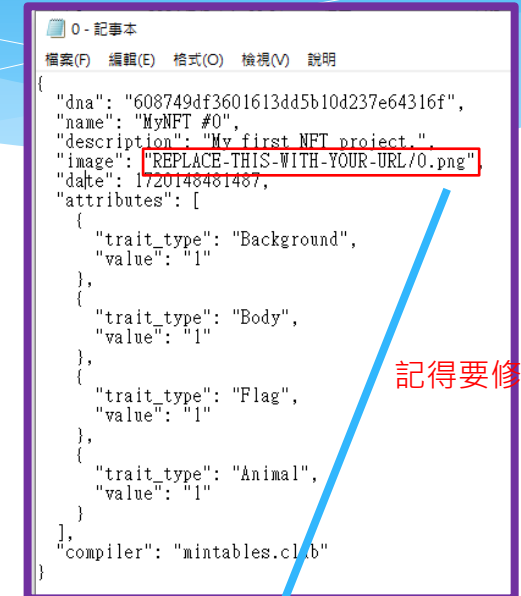 0 - 記事本
檔案(F) 編輯(E) 格式(O) 檢視(V) 說明
{
"dna": "608749df3601613dd5b10d237e64316f",
"name": "MyNFT #0",
"description": "My first NFT project.",
"image": "REPLACE-THIS-WITH-YOUR-URL/0.png",
"date": 1720148481487,
"attributes": [
{
"trait_type": "Background",
"value": "1"
},
{
"trait_type": "Body",
"value": "1"
},
{
"trait_type": "Flag",
"value": "1"
},
{
"trait_type": "Animal",
"value": "1"
}
],
"compiler": "mintables.club"
}
記得要修